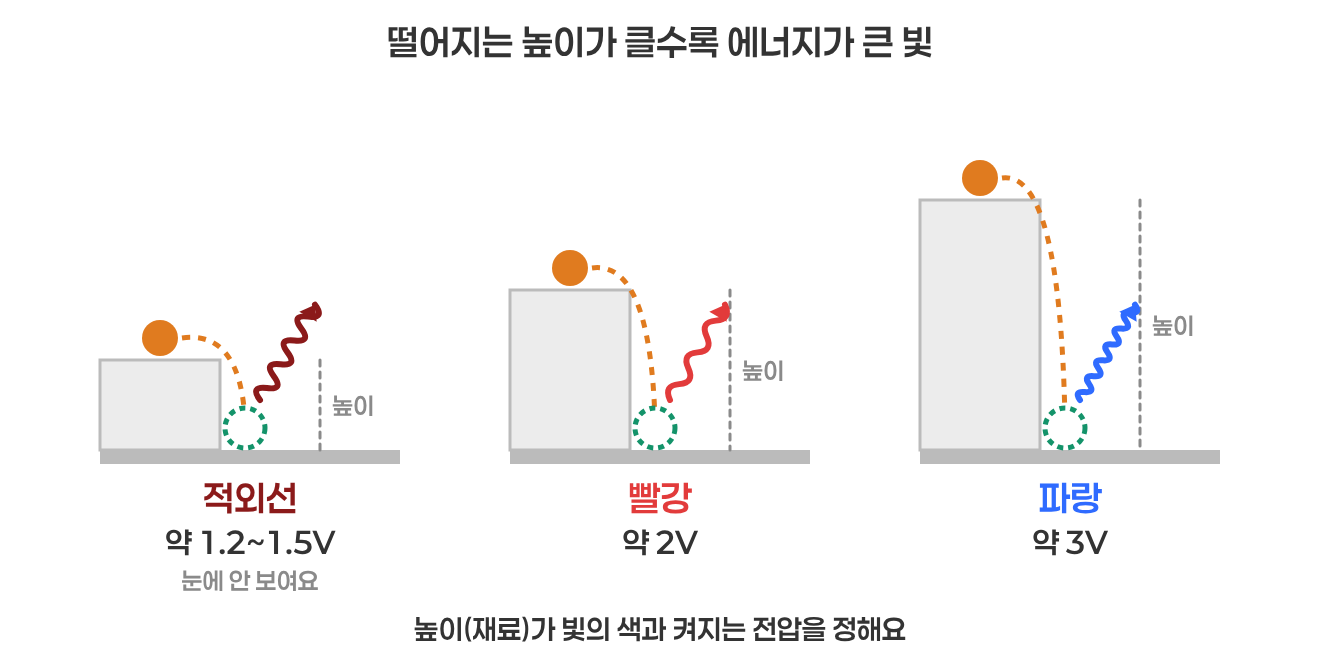 떨어지는 높이가 클수록 에너지가 큰 빛
높이
높이
높이
적외선
약 1.2~1.5V
눈에 안 보여요
빨강
약 2V
파랑
약 3V
높이(재료)가 빛의 색과 켜지는 전압을 정해요